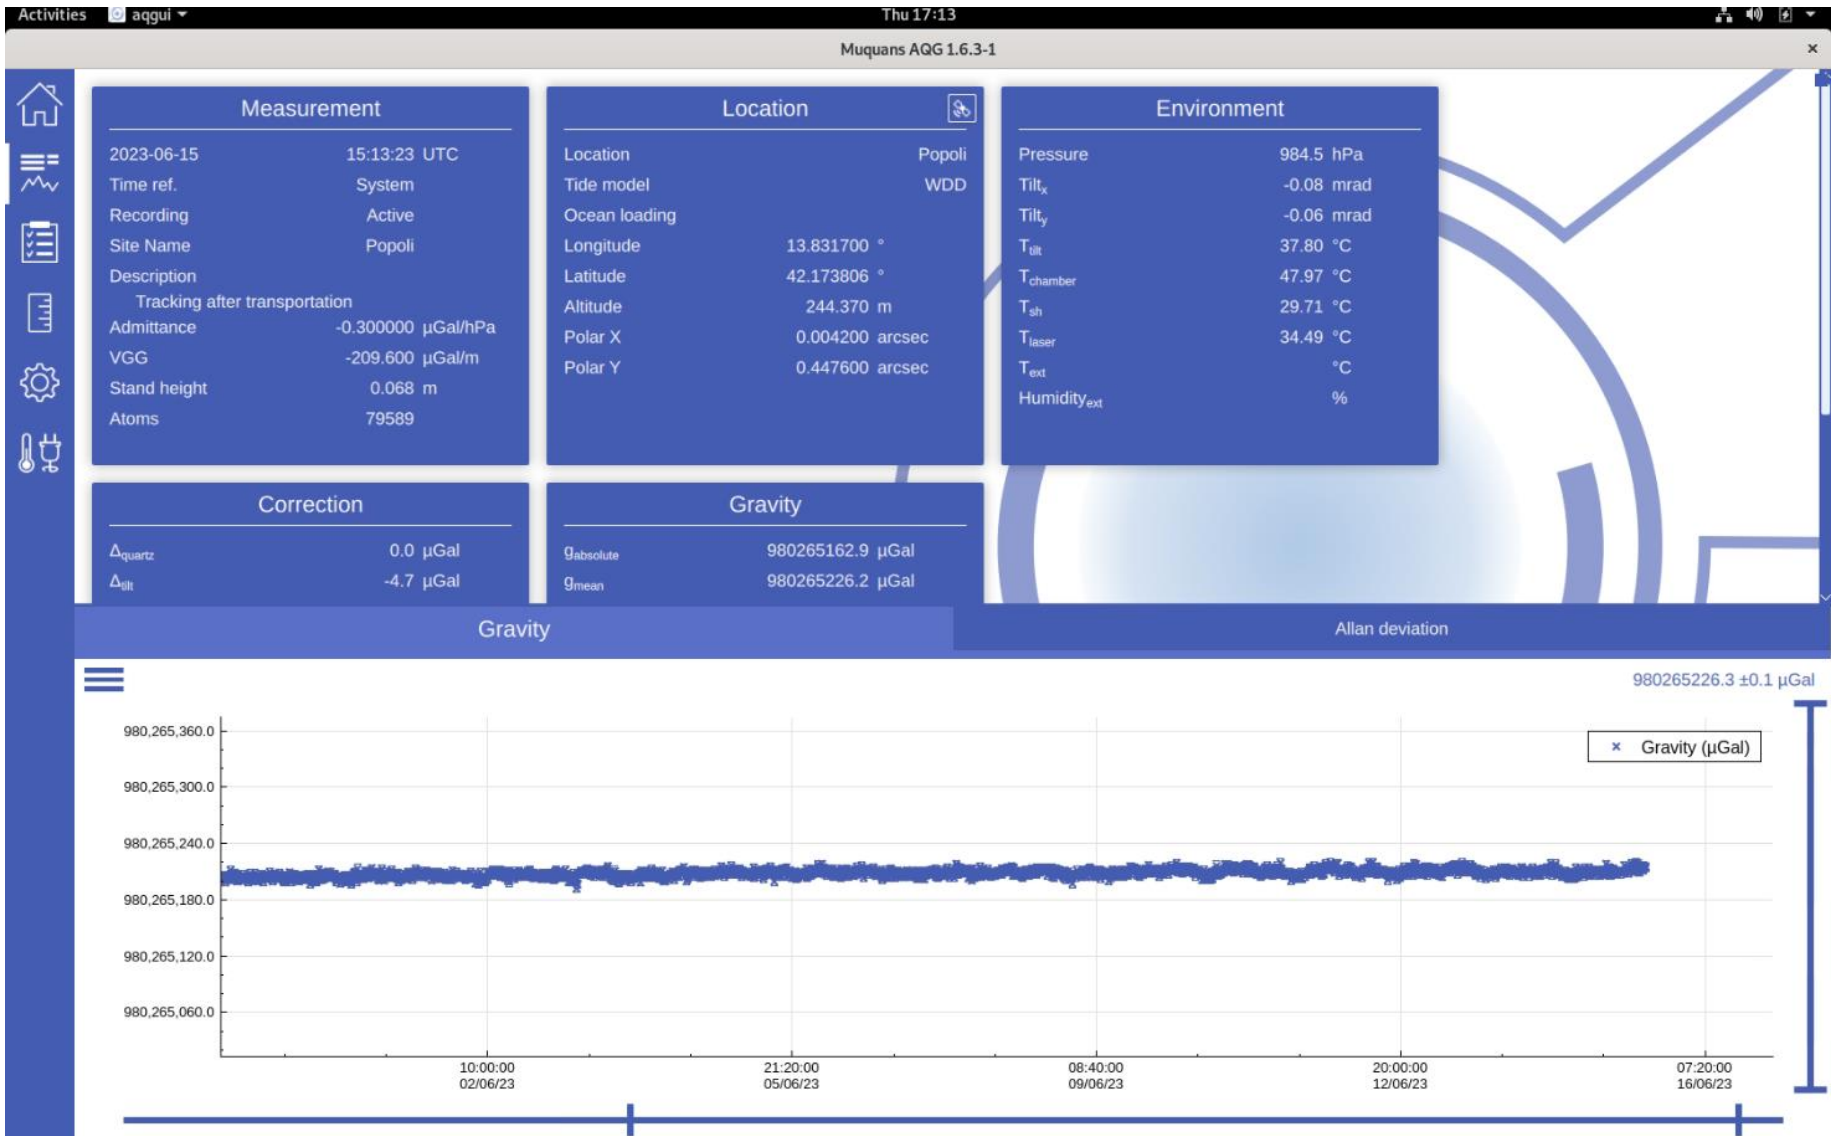 Activities aqgui Thu 17:13
Muquans AQG 1.6.3-1 ×
Measurement
2023-06-15 15:13:23 UTC
Time ref. System
Recording Active
Site Name Popoli
Description
Tracking after transportation
Admittance -0.300000 µGal/hPa
VGG -209.600 µGal/m
Stand height 0.068 m
Atoms 79589
Location
Location Popoli
Tide model WDD
Ocean loading
Longitude 13.831700 °
Latitude 42.173806 °
Altitude 244.370 m
Polar X 0.004200 arcsec
Polar Y 0.447600 arcsec
Environment
Pressure 984.5 hPa
Tiltx -0.08 mrad
Tilty -0.06 mrad
Ttilt 37.80 °C
Tchamber 47.97 °C
Tsh 29.71 °C
Tlaser 34.49 °C
Text °C
Humidityext %
Correction
Δquartz 0.0 µGal
Δtilt -4.7 µGal
Gravity
gabsolute 980265162.9 µGal
gmean 980265226.2 µGal
Gravity Allan deviation
980265226.3 ±0.1 µGal
Gravity (µGal)
980,265,360.0
980,265,300.0
980,265,240.0
980,265,180.0
980,265,120.0
980,265,060.0
10:00:00 21:20:00 08:40:00 20:00:00 07:20:00
02/06/23 05/06/23 09/06/23 12/06/23 16/06/23